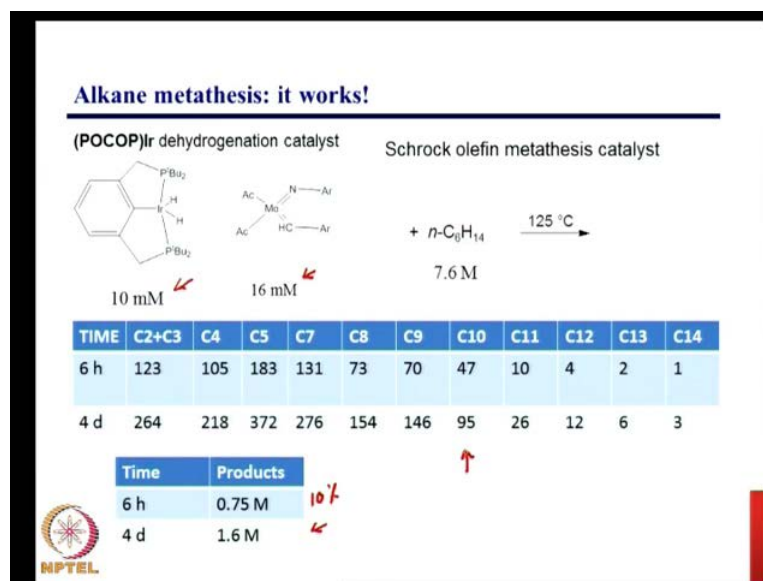 Alkane metathesis: it works!
(POCOP)Ir dehydrogenation catalyst
Schrock olefin metathesis catalyst
PᵗBu₂
Ir H
H
PᵗBu₂
10 mM
Ac N Ar
Mo
Ac HC Ar
16 mM
+ n-C₆H₁₄ 125 °C
7.6 M
TIME C2+C3 C4 C5 C7 C8 C9 C10 C11 C12 C13 C14
6 h 123 105 183 131 73 70 47 10 4 2 1
4 d 264 218 372 276 154 146 95 26 12 6 3
Time Products
6 h 0.75 M 10%
4 d 1.6 M
NPTEL